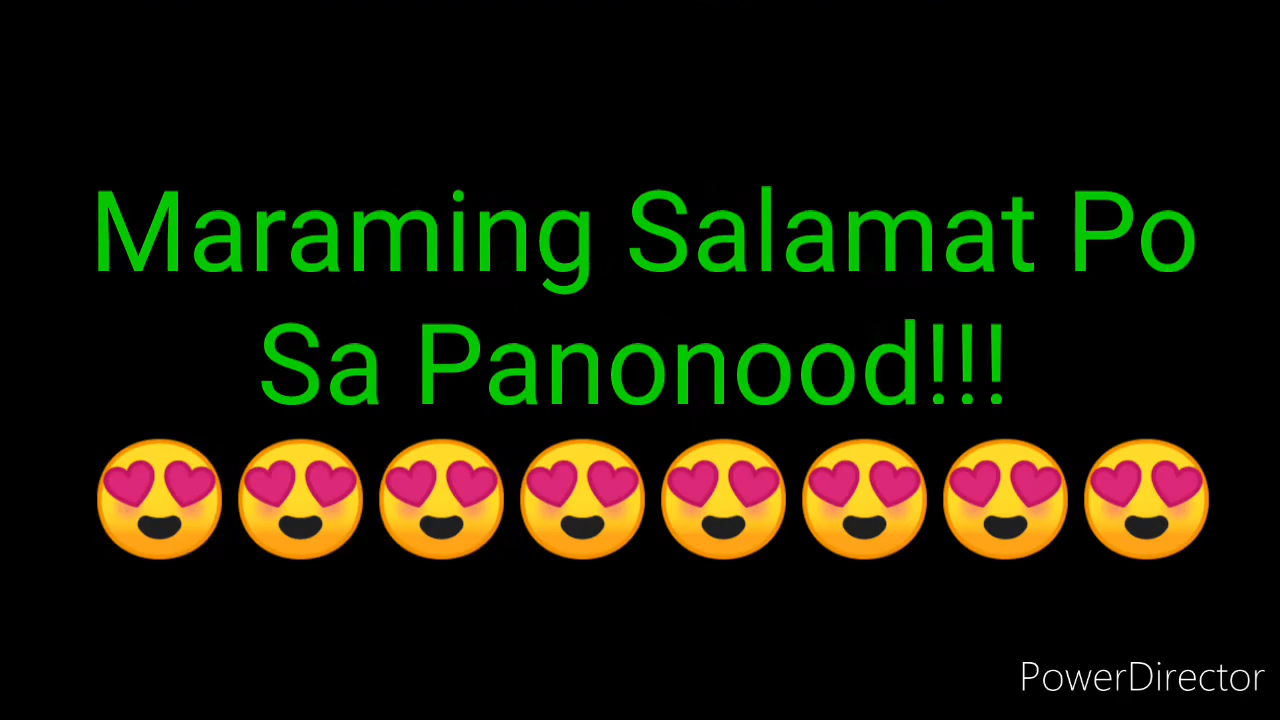 Maraming Salamat Po
Sa Panonood!!!
😍😍😍😍😍😍😍😍
PowerDirector